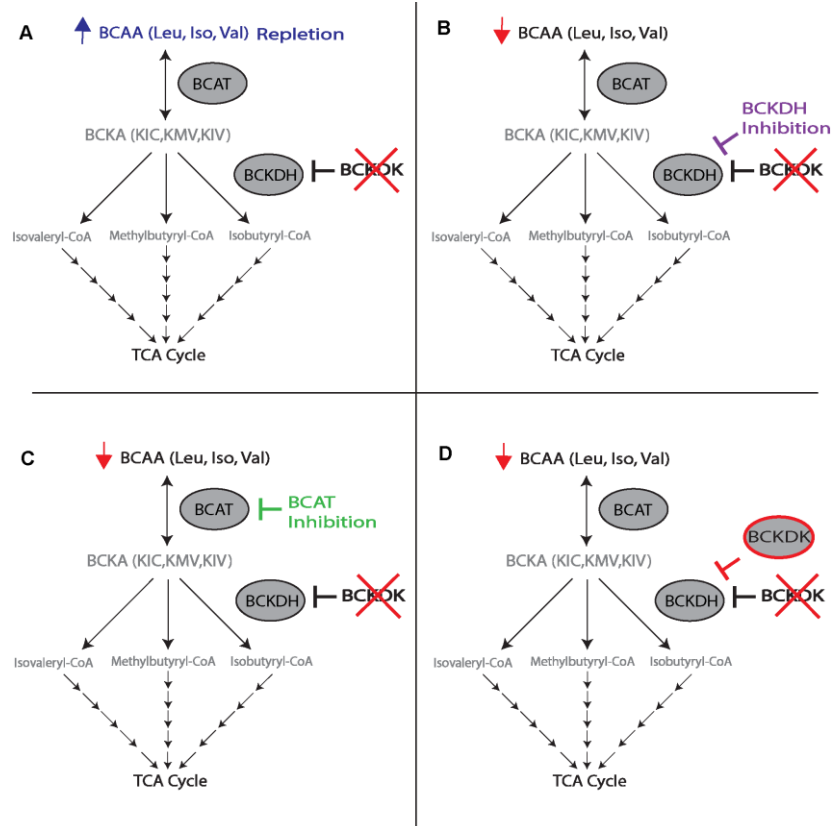 A
BCAA (Leu, Iso, Val) Repletion
BCAT
BCKA (KIC,KMV,KIV)
BCKDH
BCKDK
Isovaleryl-CoA Methylbutyryl-CoA Isobutyryl-CoA
TCA Cycle
B
BCAA (Leu, Iso, Val)
BCAT
BCKDH
Inhibition
BCKA (KIC,KMV,KIV)
BCKDH
BCKDK
Isovaleryl-CoA Methylbutyryl-CoA Isobutyryl-CoA
TCA Cycle
C
BCAA (Leu, Iso, Val)
BCAT
BCAT
Inhibition
BCKA (KIC,KMV,KIV)
BCKDH
BCKDK
Isovaleryl-CoA Methylbutyryl-CoA Isobutyryl-CoA
TCA Cycle
D
BCAA (Leu, Iso, Val)
BCAT
BCKDK
BCKA (KIC,KMV,KIV)
BCKDH
BCKDK
Isovaleryl-CoA Methylbutyryl-CoA Isobutyryl-CoA
TCA Cycle